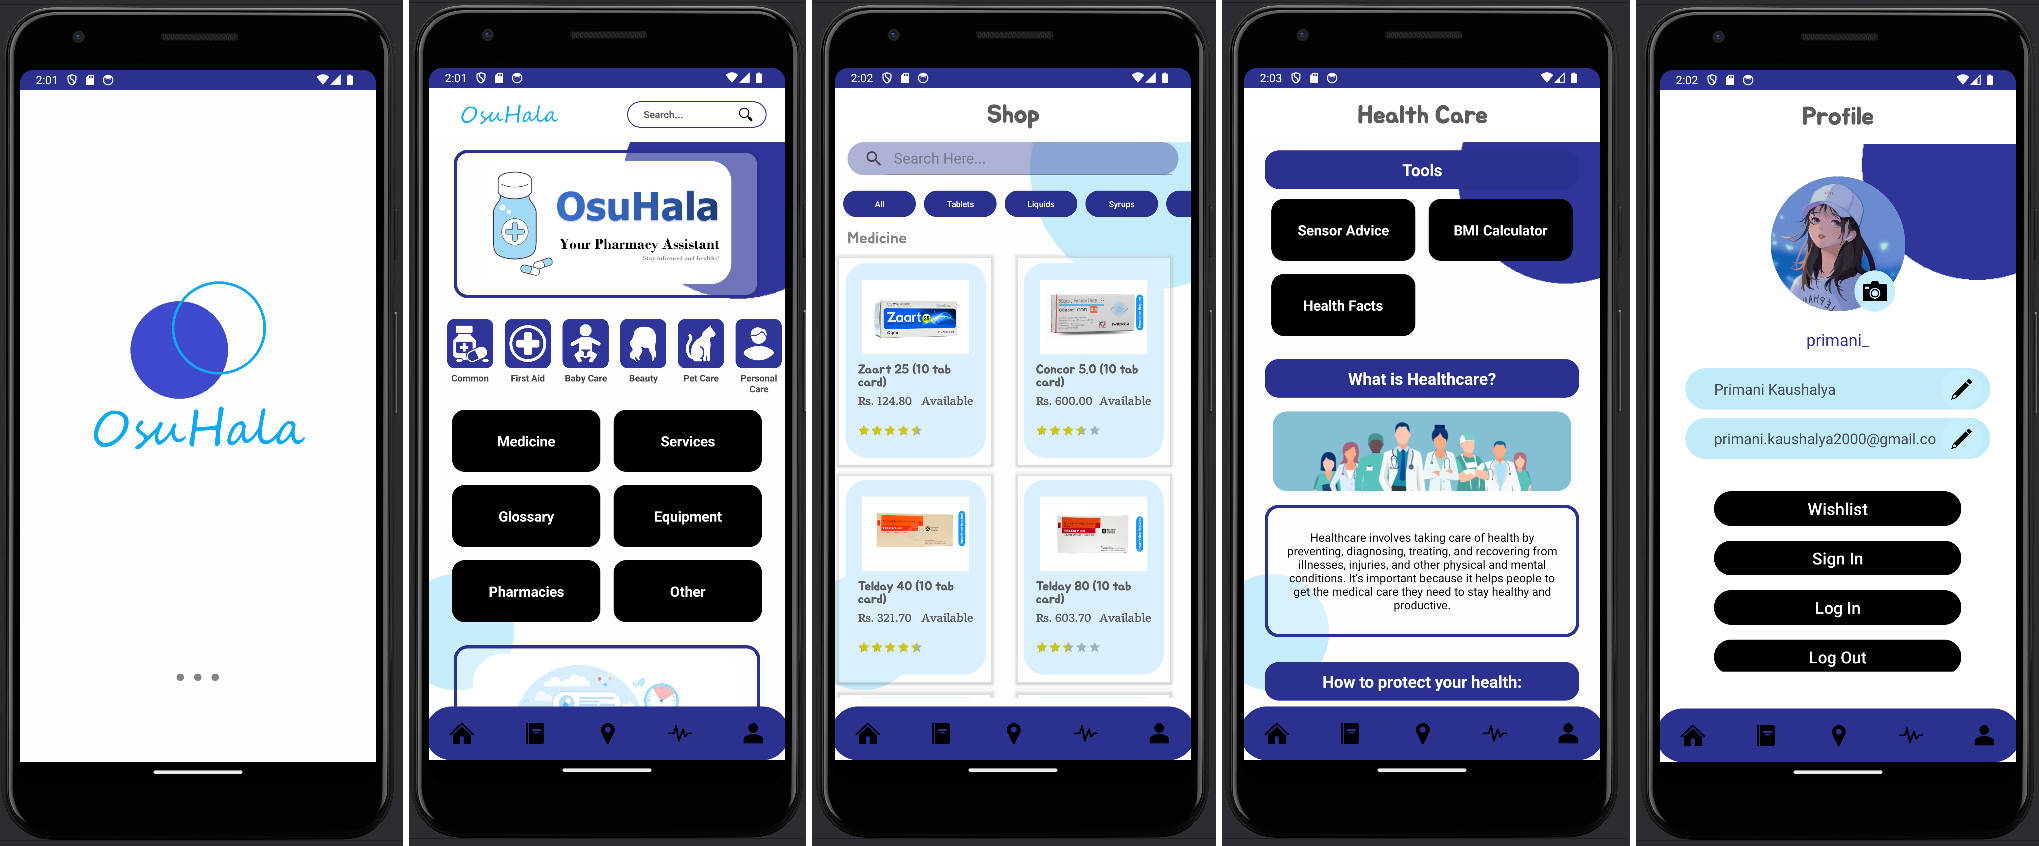 2:01
OsuHala
2:01
OsuHala
Search...
OsuHala
Your Pharmacy Assistant
Stay informed and healthy!
Common
First Aid
Baby Care
Beauty
Pet Care
Personal
Care
Medicine
Services
Glossary
Equipment
Pharmacies
Other
2:02
Shop
Search Here...
All
Tablets
Liquids
Syrups
Medicine
Zaart
Zaart 25 (10 tab
card)
Rs. 124.80 Available
Concor 5.0 (10 tab
card)
Rs. 600.00 Available
Telday 40 (10 tab
card)
Rs. 321.70 Available
Telday 80 (10 tab
card)
Rs. 603.70 Available
2:03
Health Care
Tools
Sensor Advice
BMI Calculator
Health Facts
What is Healthcare?
Healthcare involves taking care of health by
preventing, diagnosing, treating, and recovering from
illnesses, injuries, and other physical and mental
conditions. It's important because it helps people to
get the medical care they need to stay healthy and
productive.
How to protect your health:
2:02
Profile
primani_
Primani Kaushalya
primani.kaushalya2000@gmail.co
Wishlist
Sign In
Log In
Log Out